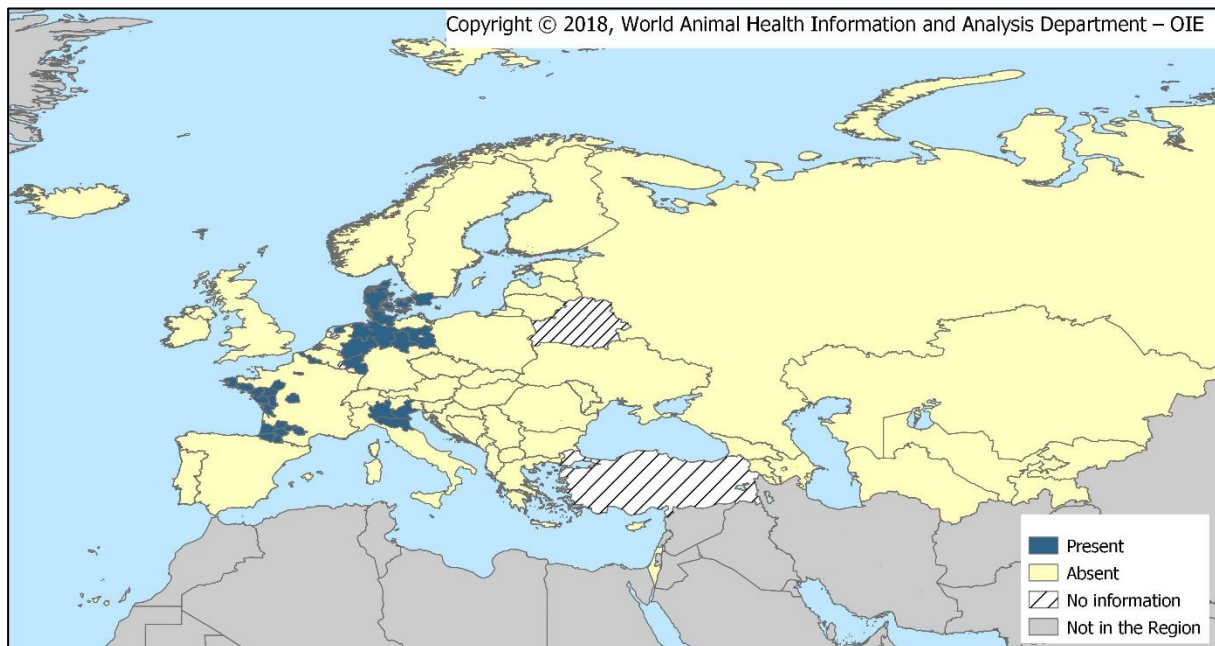 Copyright © 2018, World Animal Health Information and Analysis Department – OIE
Present
Absent
No information
Not in the Region